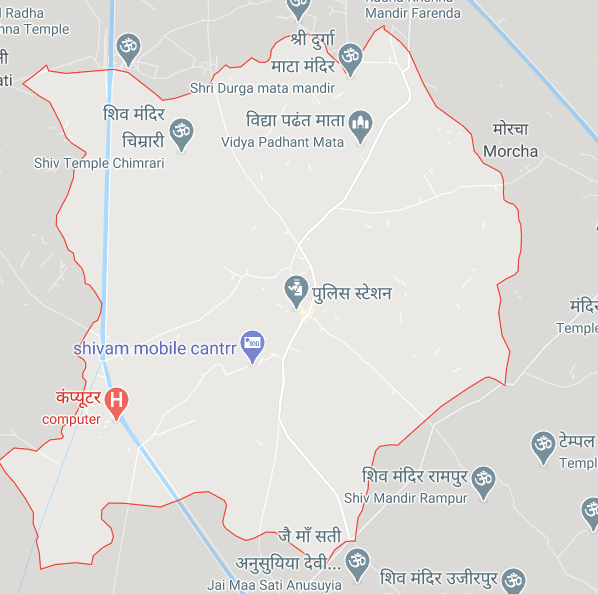 Radha
nna Temple
Mandir Farenda
श्री दुर्गा
माटा मंदिर
Shri Durga mata mandir
ati
शिव मंदिर
चिम्रारी
Shiv Temple Chimrari
विद्या पढंत माता
Vidya Padhant Mata
मोरचा
Morcha
पुलिस स्टेशन
मंदिर
Temple
shivam mobile cantrr
100
कंप्यूटर
computer
H
टेम्पल
Templ
शिव मंदिर रामपुर
Shiv Mandir Rampur
जै माँ सती
अनुसुयिया देवी...
Jai Maa Sati Anusuyia
शिव मंदिर उजीरपुर